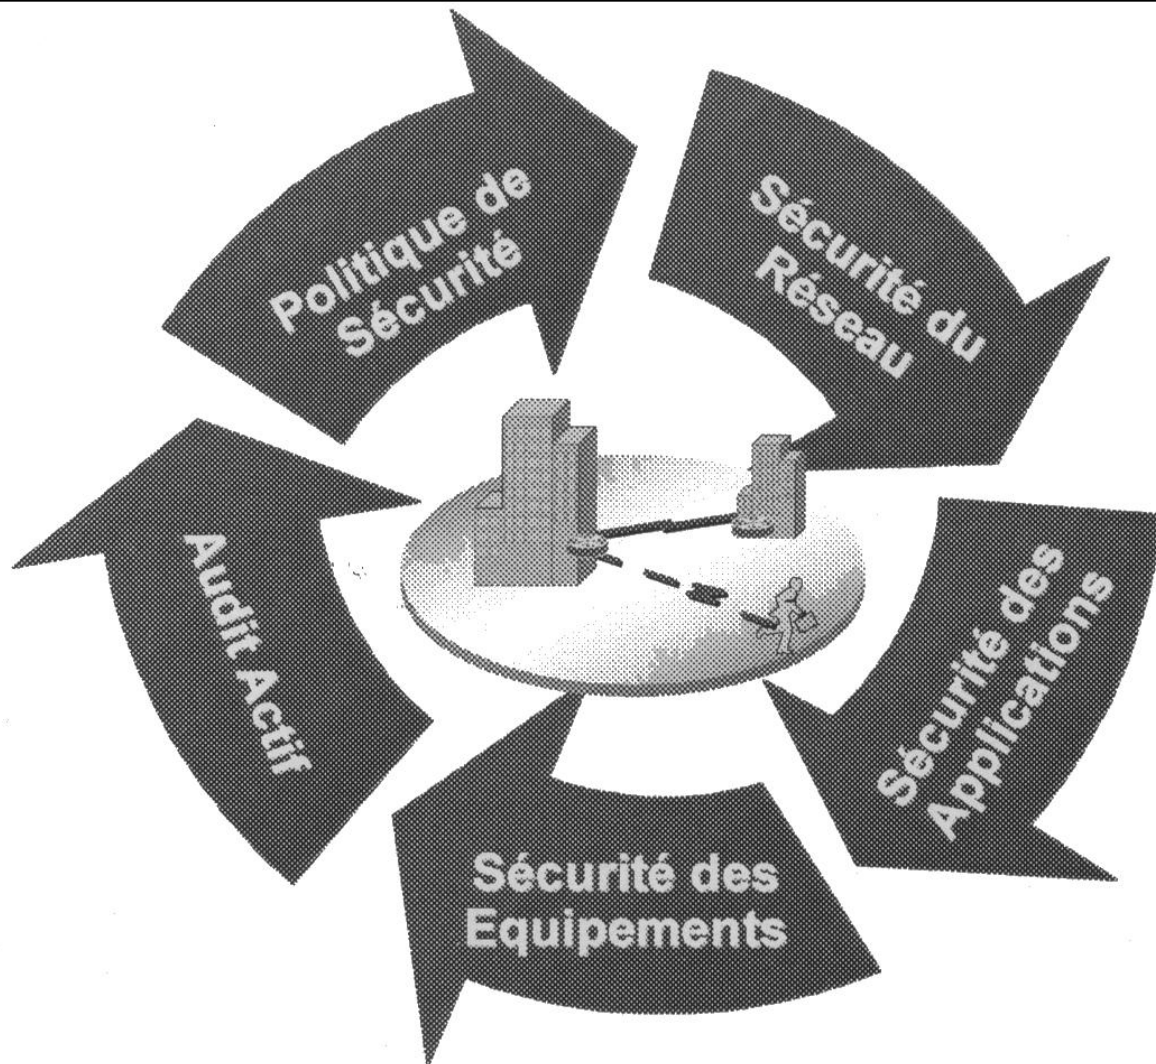 Politique de
Sécurité
Sécurité du
Réseau
Sécurité des
Applications
Sécurité des
Equipements
Audit Actif